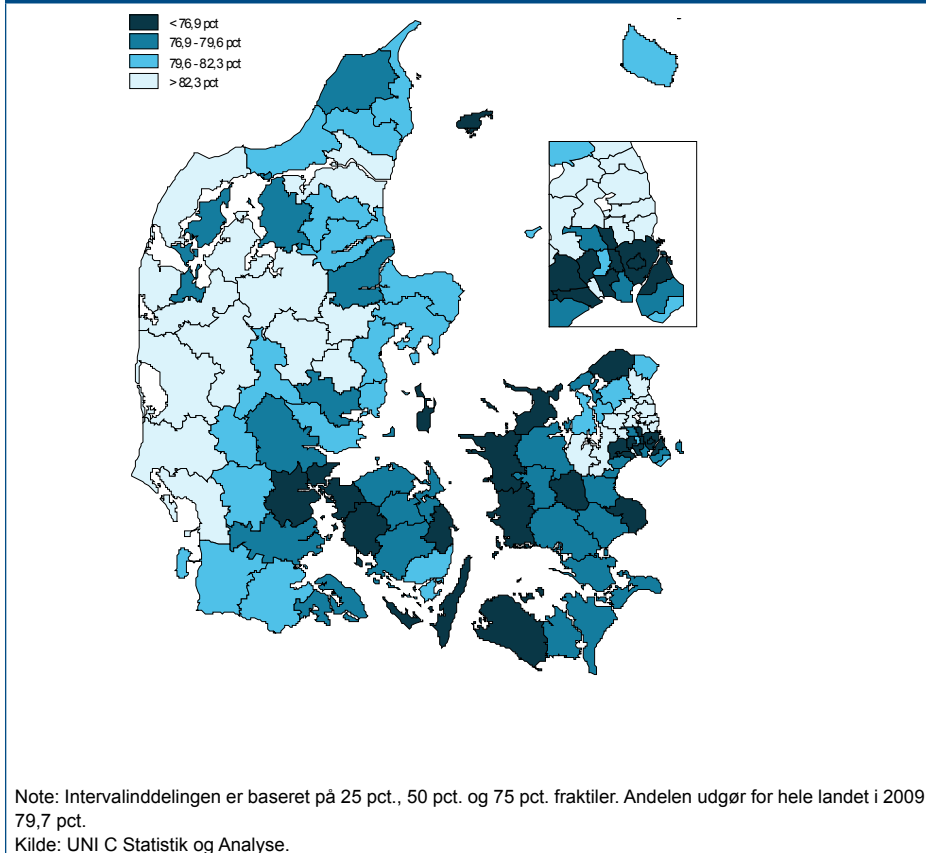 < 76,9 pct
76,9 - 79,6 pct
79,6 - 82,3 pct
> 82,3 pct
Note: Intervalinddelingen er baseret på 25 pct., 50 pct. og 75 pct. fraktiler. Andelen udgør for hele landet i 2009
79,7 pct.
Kilde: UNI C Statistik og Analyse.